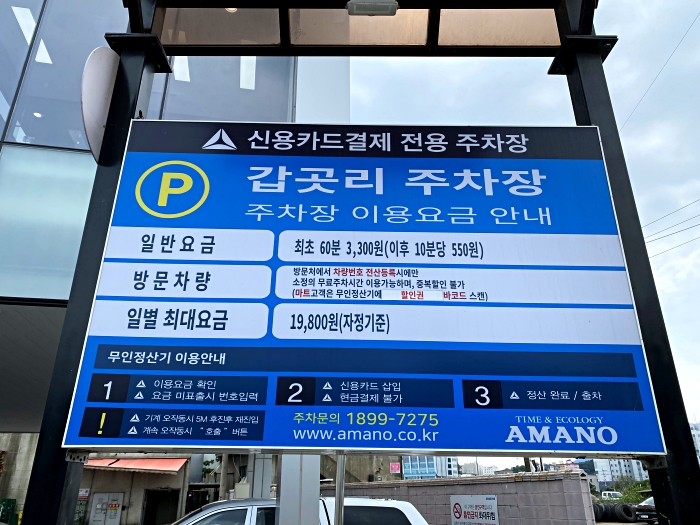 신용카드결제 전용 주차장
P
갑곳리 주차장
주차장 이용요금 안내
일반요금
최초 60분 3,300원(이후 10분당 550원)
방문차량
방문처에서 차량번호 전산등록시에만
소정의 무료주차시간 이용가능하며, 중복할인 불가
(마트고객은 무인정산기에 할인권 바코드 스캔)
일별 최대요금
19,800원(자정기준)
무인정산기 이용안내
1
이용요금 확인
요금 미표출시 번호입력
2
신용카드 삽입
현금결제 불가
3
정산 완료 / 출차
!
기계 오작동시 5M 후진후 재진입
계속 오작동시 "호출" 버튼
주차문의 1899-7275
www.amano.co.kr
TIME & ECOLOGY
AMANO